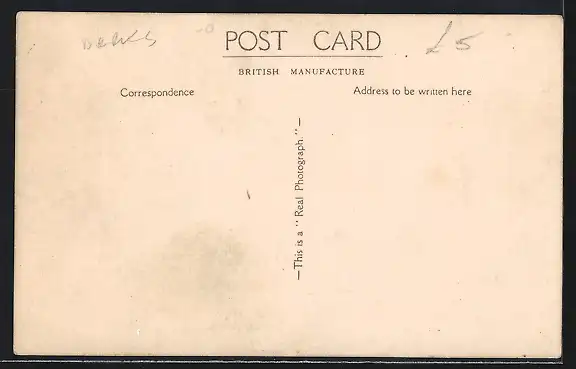 POST CARD
£5
BRITISH MANUFACTURE
Correspondence
Address to be written here
—This is a "Real Photograph."—